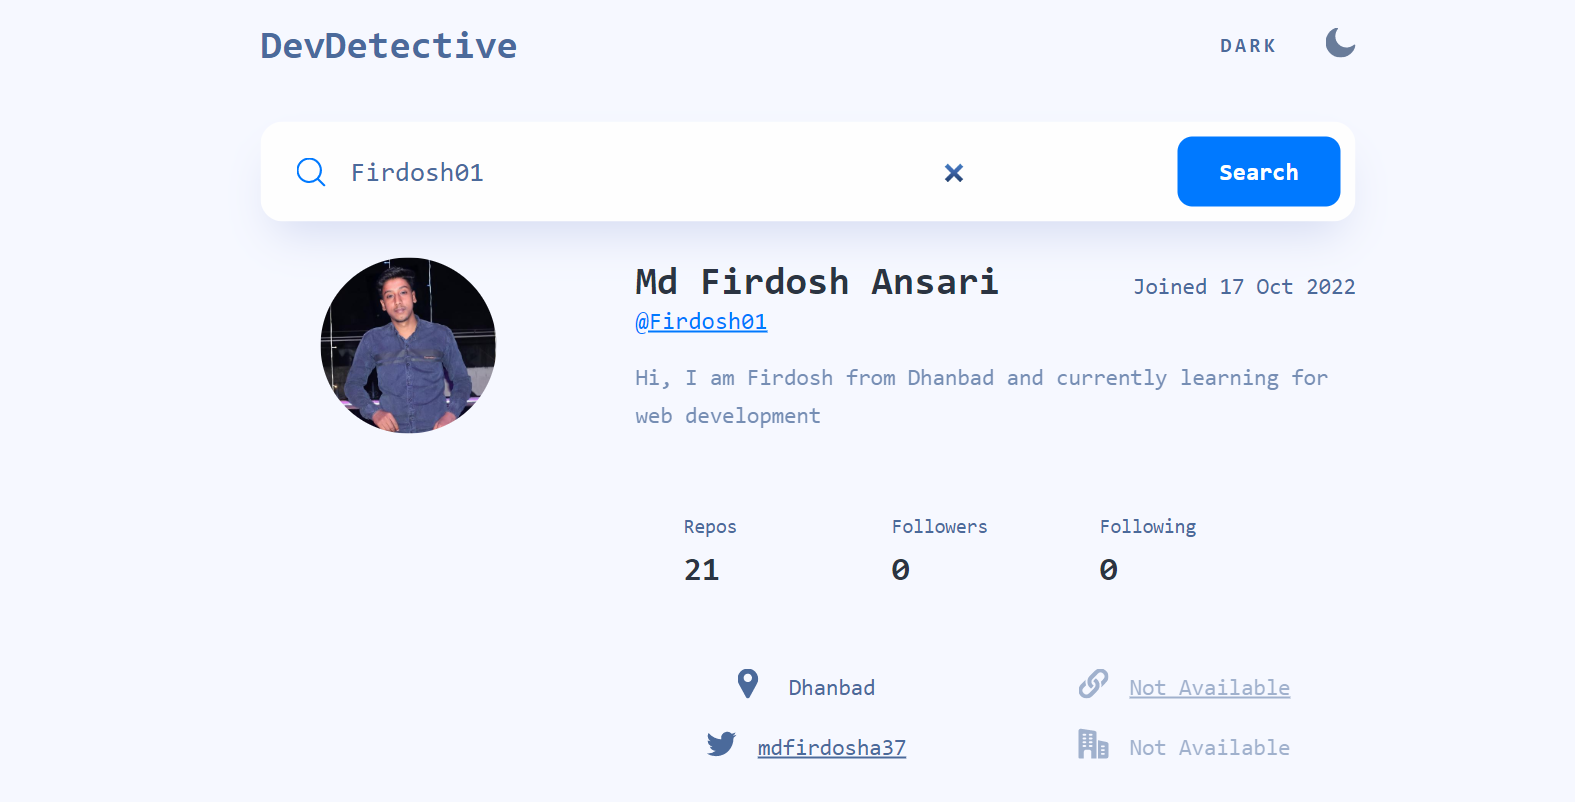 DevDetective
DARK
Firdosh01
Search
Md Firdosh Ansari
Joined 17 Oct 2022
@Firdosh01
Hi, I am Firdosh from Dhanbad and currently learning for
web development
Repos Followers Following
21 0 0
Dhanbad Not Available
mdfirdosha37 Not Available